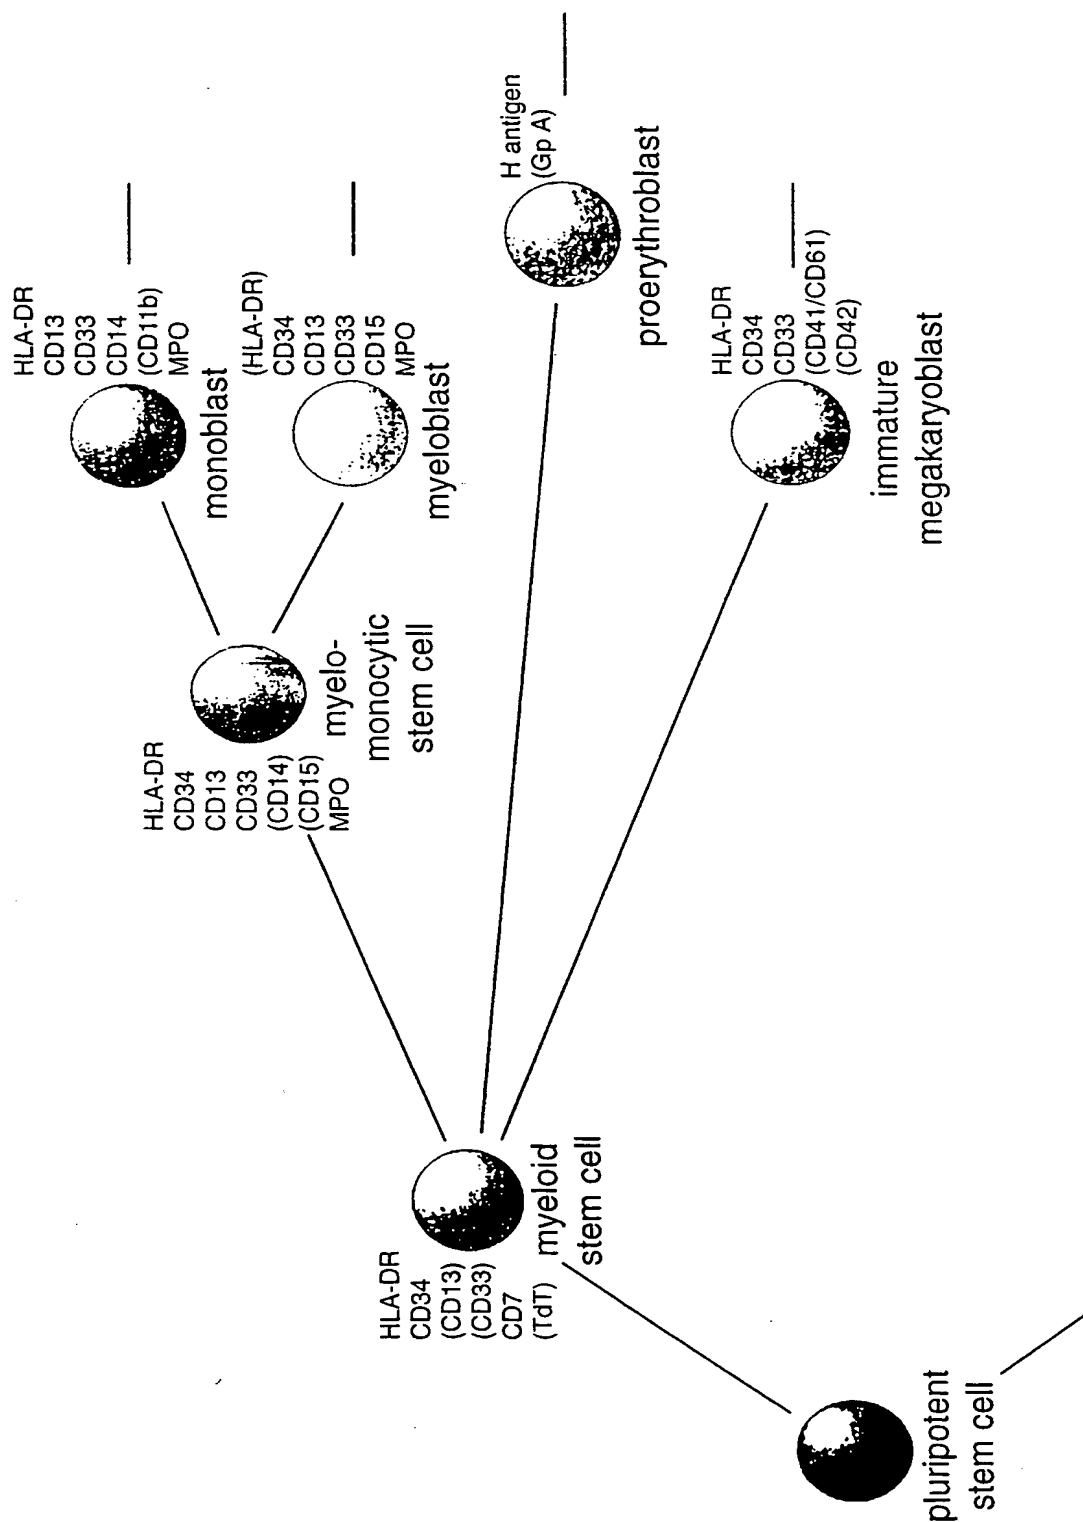 HLA-DR
CD13
CD33
CD14
(CD11b)
MPO
monoblast
(HLA-DR)
CD34
CD13
CD33
CD15
MPO
myeloblast
HLA-DR
CD34
CD13
CD33
(CD14)
(CD15)
MPO
myelo-
monocytic
stem cell
H antigen
(Gp A)
proerythroblast
HLA-DR
CD34
CD33
(CD41/CD61)
(CD42)
immature
megakaryoblast
HLA-DR
CD34
(CD13)
(CD33)
CD7
(TdT)
myeloid
stem cell
pluripotent
stem cell